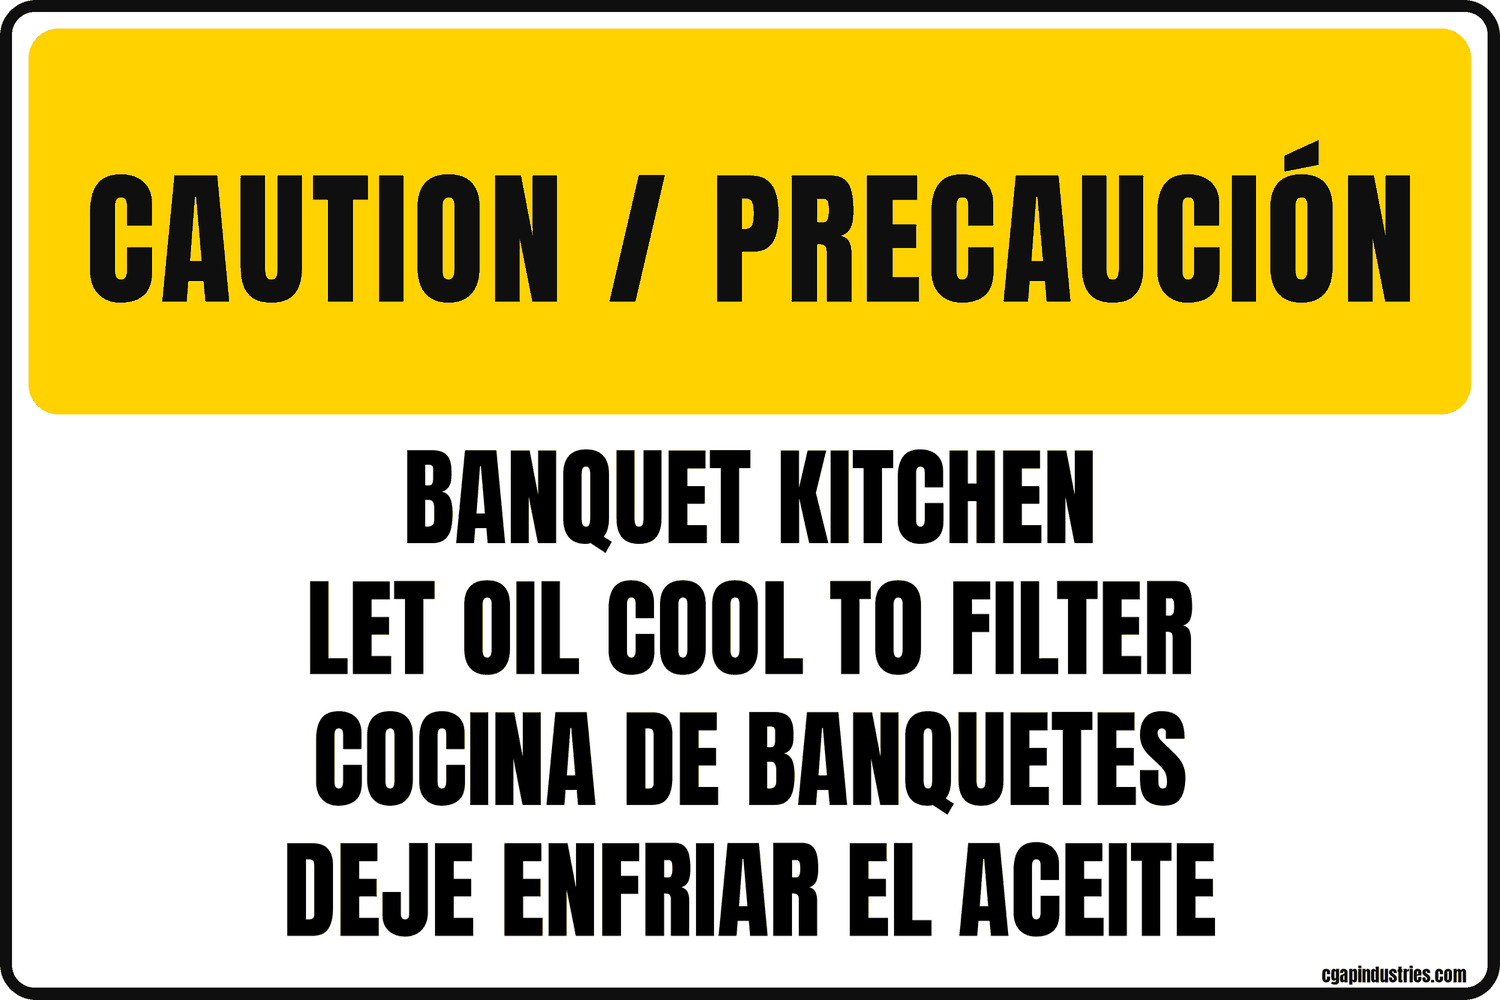 CAUTION / PRECAUCIÓN
BANQUET KITCHEN
LET OIL COOL TO FILTER
COCINA DE BANQUETES
DEJE ENFRIAR EL ACEITE
cgapindustries.com